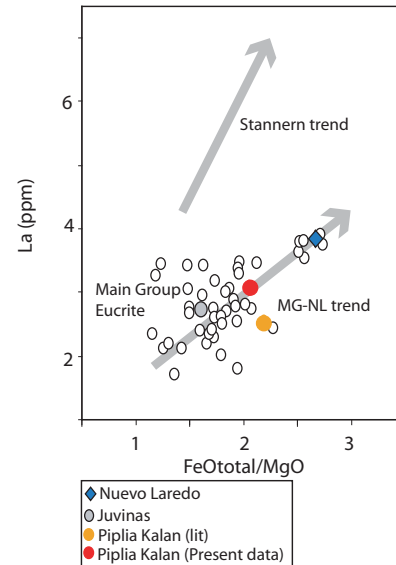 6
4
2
La (ppm)
Stannern trend
Main Group
Eucrite
MG-NL trend
1
2
3
FeOtotal/MgO
Nuevo Laredo
Juvinas
Piplia Kalan (lit)
Piplia Kalan (Present data)